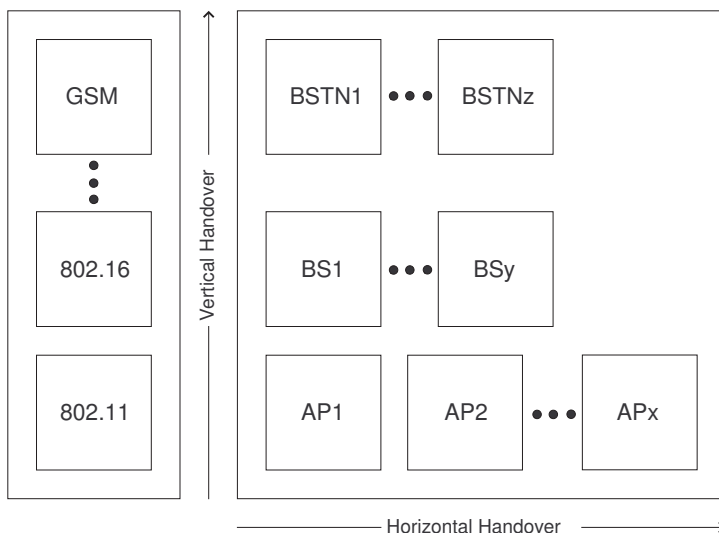 GSM
BSTN1
BSTNz
Vertical Handover
802.16
BS1
BSy
802.11
AP1
AP2
APx
Horizontal Handover